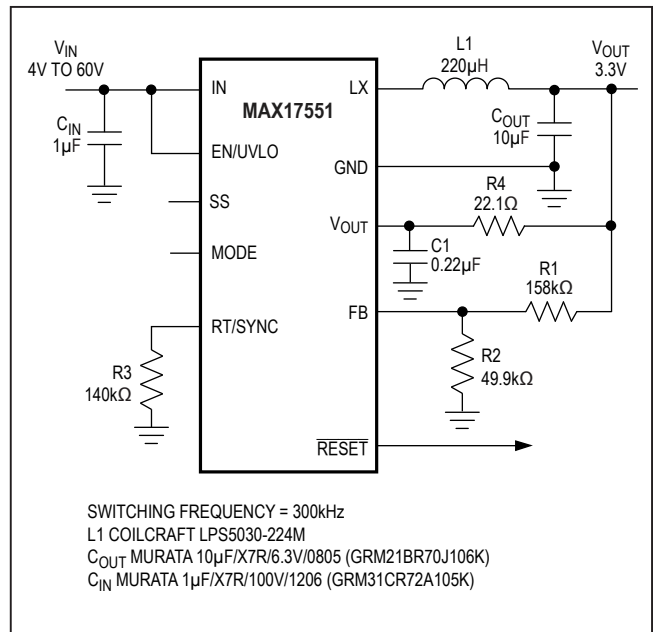 VIN
4V TO 60V
CIN
1µF
IN
EN/UVLO
SS
MODE
RT/SYNC
R3
140kΩ
MAX17551
LX
GND
VOUT
FB
RESET
L1
220µH
VOUT
3.3V
COUT
10µF
R4
22.1Ω
C1
0.22µF
R1
158kΩ
R2
49.9kΩ
SWITCHING FREQUENCY = 300kHz
L1 COILCRAFT LPS5030-224M
COUT MURATA 10µF/X7R/6.3V/0805 (GRM21BR70J106K)
CIN MURATA 1µF/X7R/100V/1206 (GRM31CR72A105K)